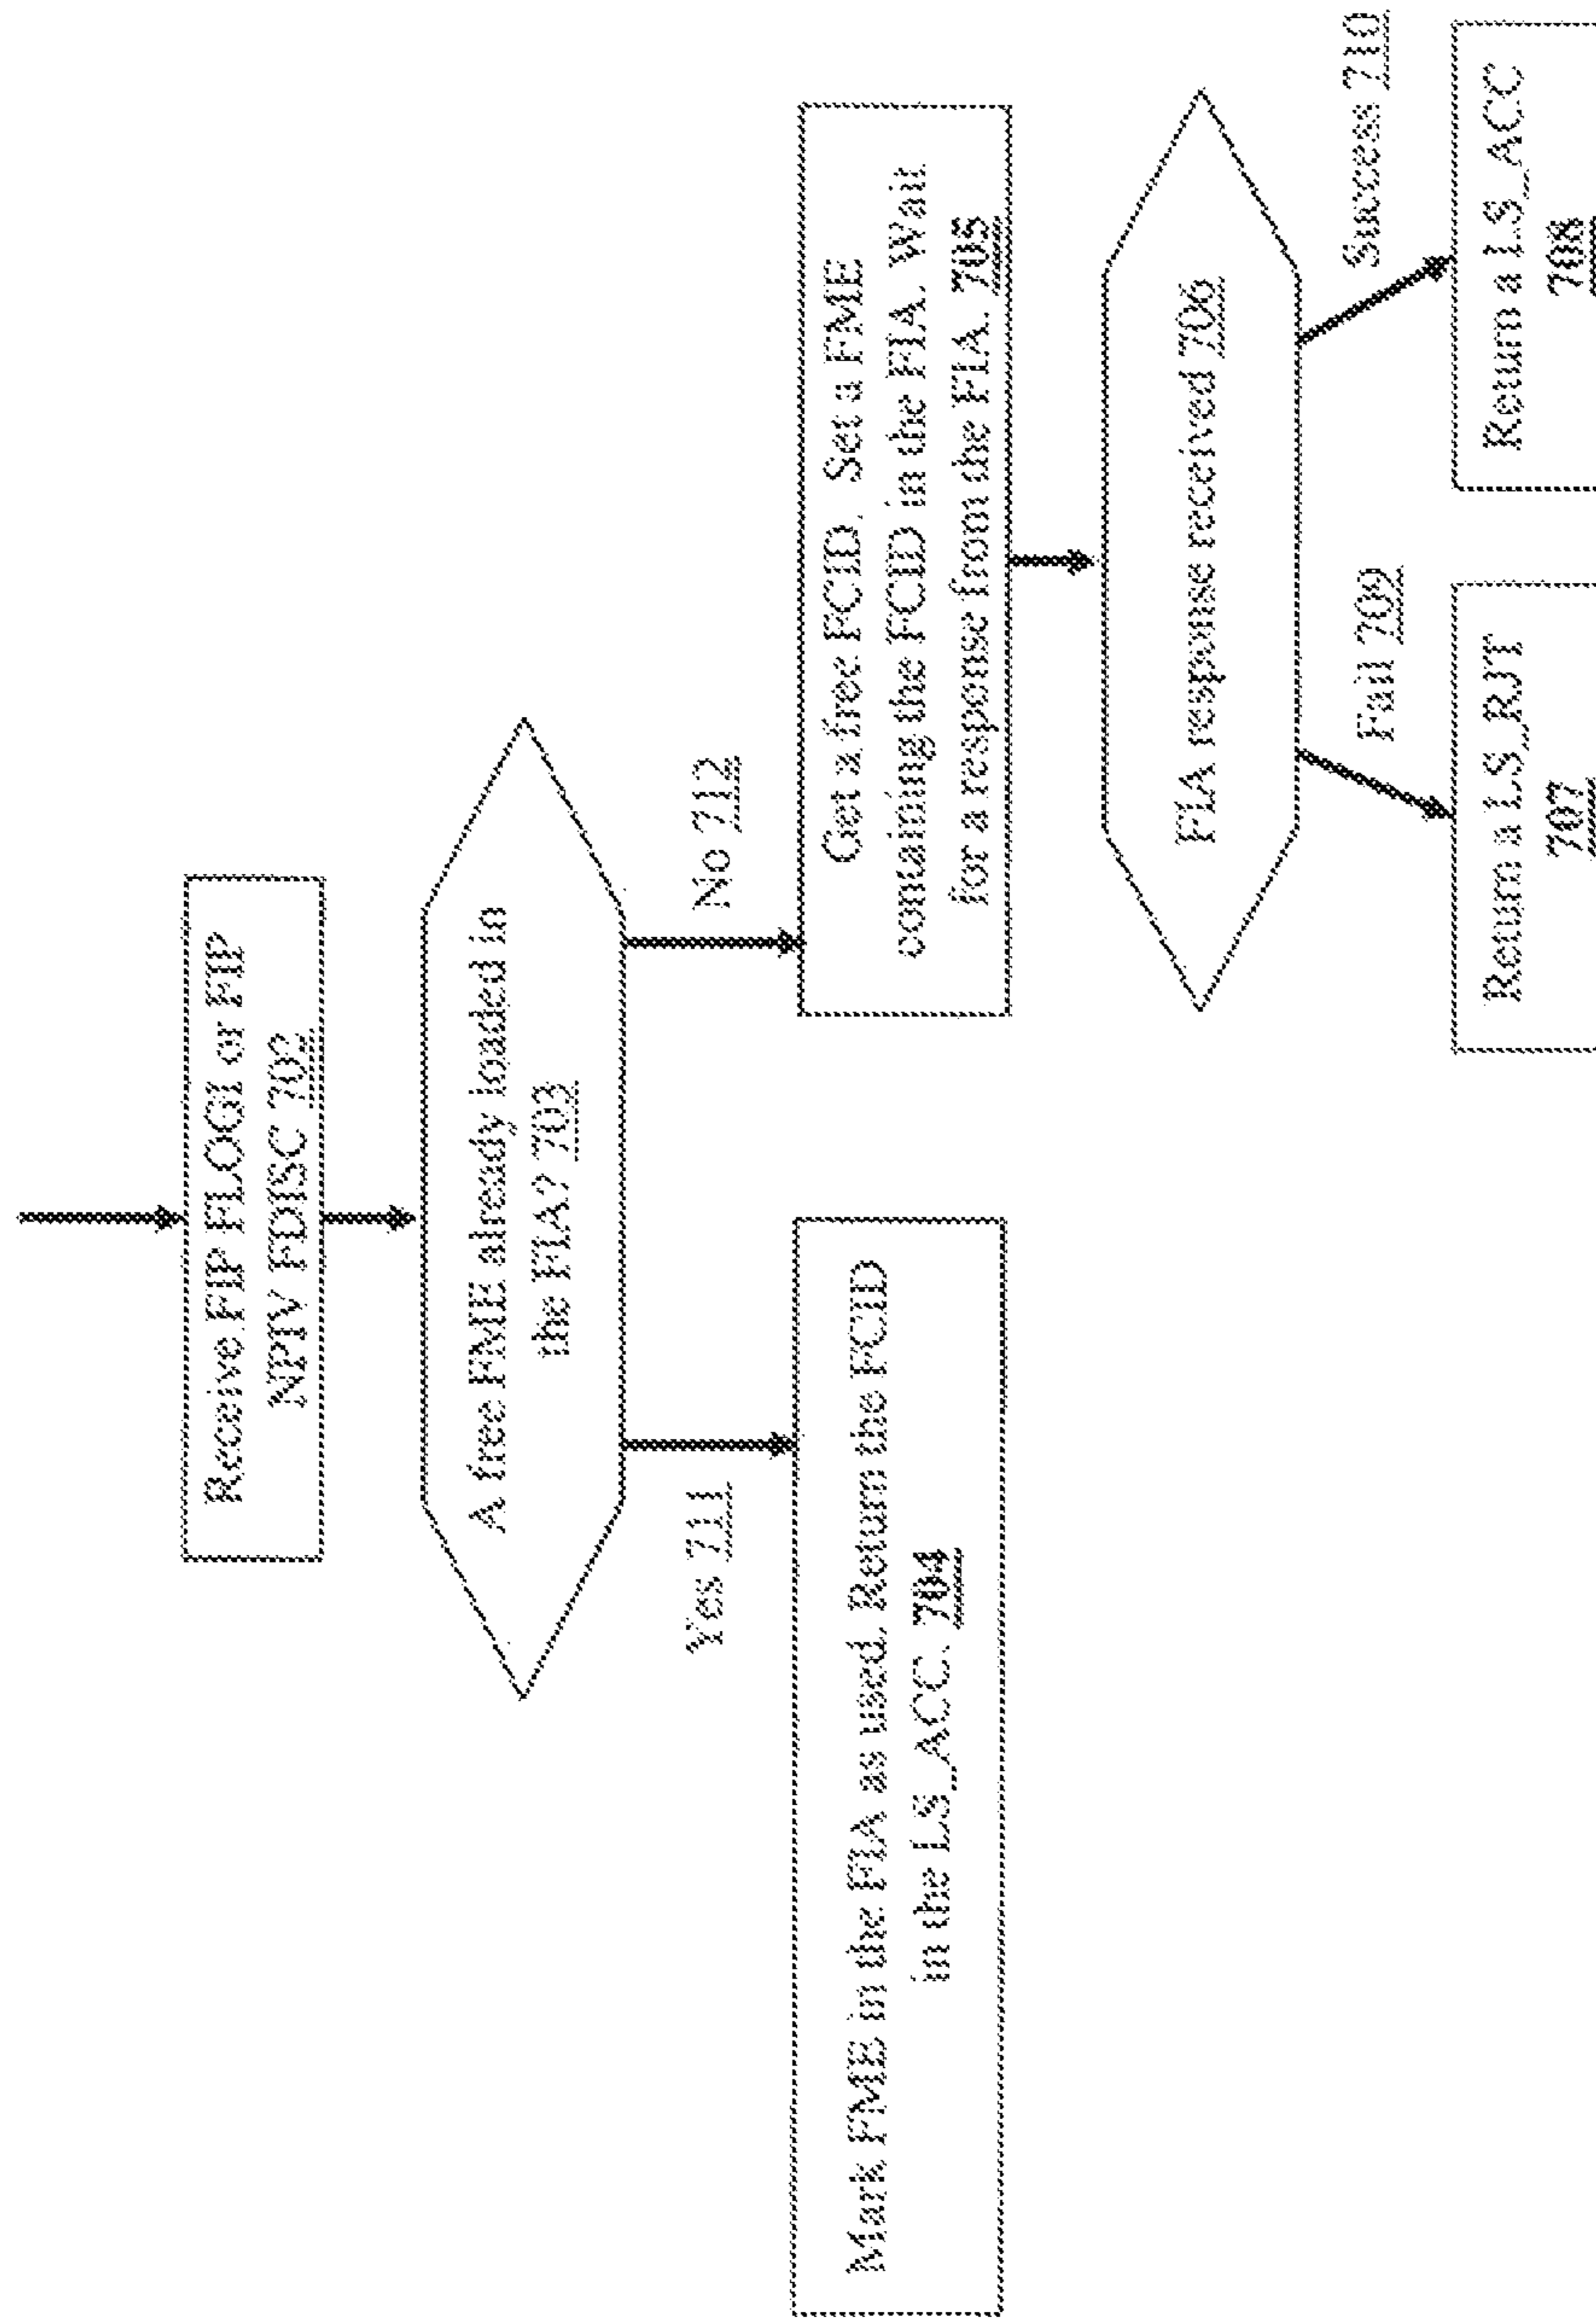 Receive FIP FLOGI or FIP
NPIV FDISC 702
A free FME already loaded in
the FIA? 703
Yes 711
No 712
Mark FME in the FIA as used. Return the FCID
in the LS_ACC. 704
Get a free FCID. Set a FME
containing the FCID in the FIA. Wait
for a response from the FIA. 705
FIA response received 706
Fail 709
Success 710
Return a LS_RJT
707
Return a LS_ACC
708